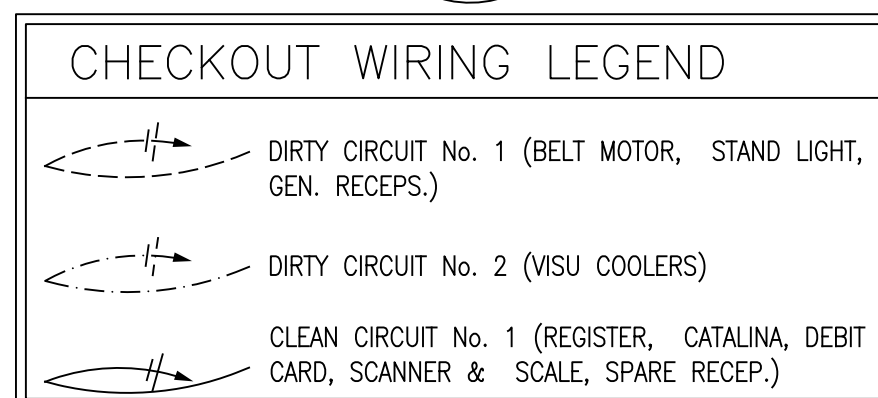 CHECKOUT WIRING LEGEND
DIRTY CIRCUIT No. 1 (BELT MOTOR, STAND LIGHT,
GEN. RECEPS.)
DIRTY CIRCUIT No. 2 (VISU COOLERS)
CLEAN CIRCUIT No. 1 (REGISTER, CATALINA, DEBIT
CARD, SCANNER & SCALE, SPARE RECEP.)